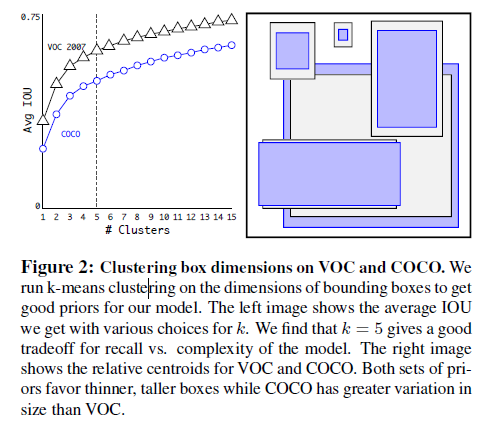 0.75
VOC 2007
COCO
Avg IOU
0
1 2 3 4 5 6 7 8 9 10 11 12 13 14 15
# Clusters
Figure 2: Clustering box dimensions on VOC and COCO. We
run k-means clustering on the dimensions of bounding boxes to get
good priors for our model. The left image shows the average IOU
we get with various choices for k. We find that k = 5 gives a good
tradeoff for recall vs. complexity of the model. The right image
shows the relative centroids for VOC and COCO. Both sets of pri-
ors favor thinner, taller boxes while COCO has greater variation in
size than VOC.